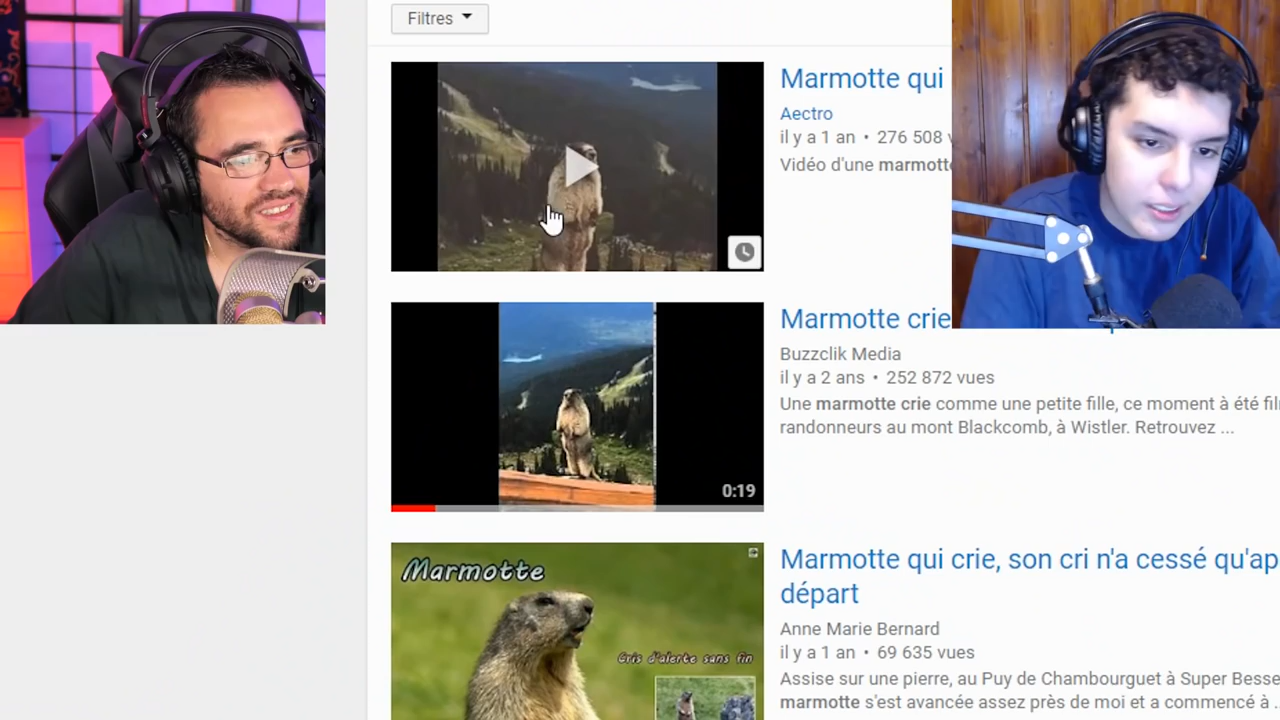 Filtres
Marmotte qui
Aectro
il y a 1 an • 276 508
Vidéo d'une marmotte
Marmotte crie
Buzzclik Media
il y a 2 ans • 252 872 vues
Une marmotte crie comme une petite fille, ce moment à été
randonneurs au mont Blackcomb, à Wistler. Retrouvez ...
0:19
Marmotte
Cris d'alerte sans fin
Marmotte qui crie, son cri n'a cessé
départ
Anne Marie Bernard
il y a 1 an • 69 635 vues
Assise sur une pierre, au Puy de Chambourguet à Super Besse
marmotte s'est avancée assez près de moi et a commencé à